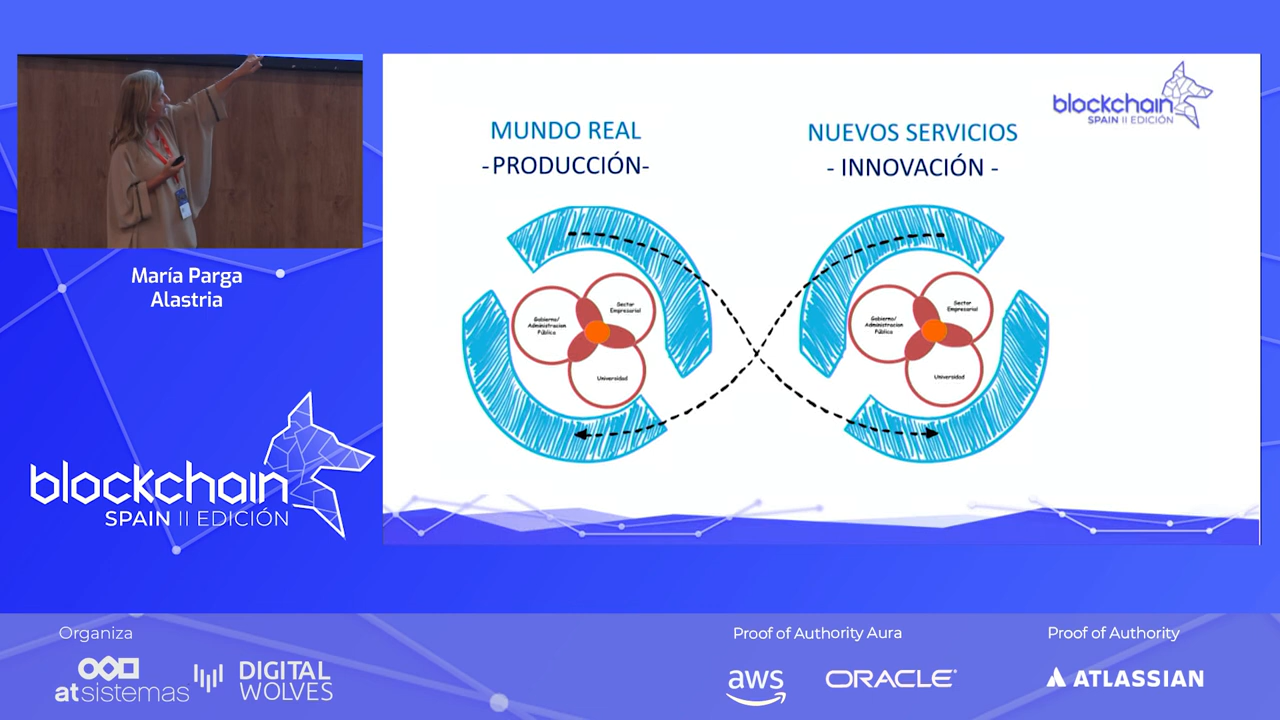 María Parga
Alastria
blockchain
SPAIN II EDICIÓN
blockchain
SPAIN II EDICIÓN
MUNDO REAL
-PRODUCCIÓN-
NUEVOS SERVICIOS
- INNOVACIÓN -
Gobierno/
Administracion
Pública
Sector
Empresarial
Universidad
Gobierno/
Administracion
Pública
Sector
Empresarial
Universidad
Organiza
atsistemas
DIGITAL
WOLVES
Proof of Authority Aura
aws
ORACLE
Proof of Authority
ATLASSIAN